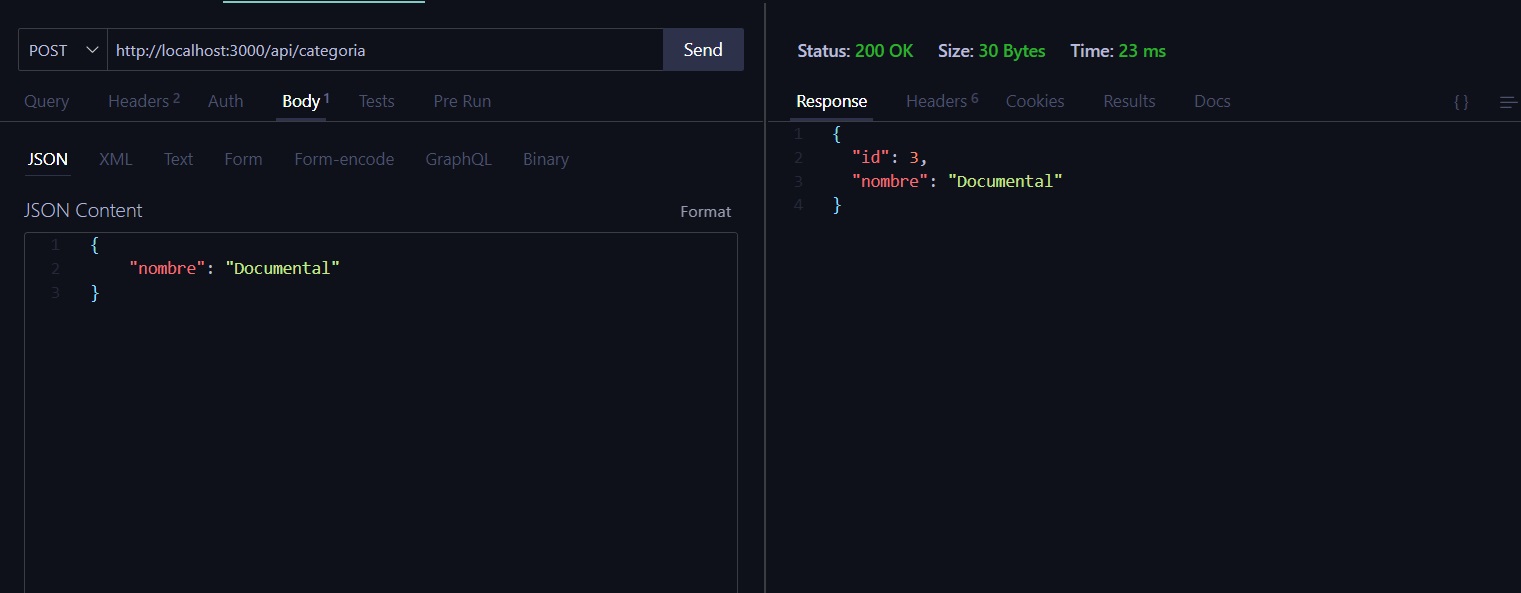 POST http://localhost:3000/api/categoria Send
Query Headers 2 Auth Body 1 Tests Pre Run
JSON XML Text Form Form-encode GraphQL Binary
JSON Content Format
1 {
2 "nombre": "Documental"
3 }
Status: 200 OK Size: 30 Bytes Time: 23 ms
Response Headers 6 Cookies Results Docs { }
1 {
2 "id": 3,
3 "nombre": "Documental"
4 }